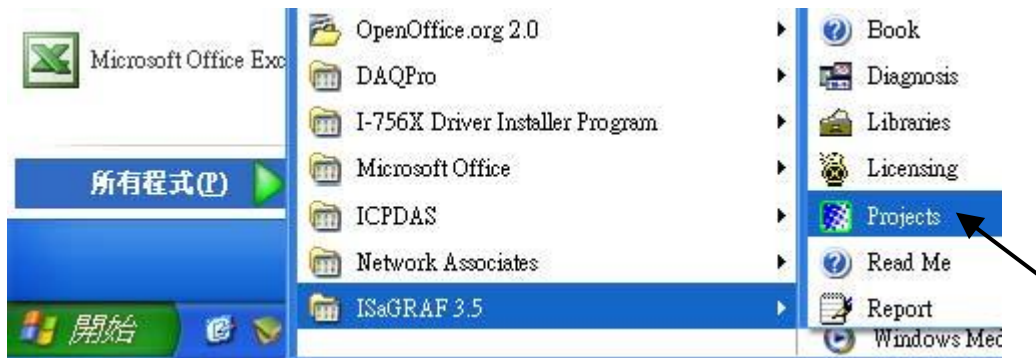 Microsoft Office Exc
所有程式(P)
開始
OpenOffice.org 2.0
DAQPro
I-756X Driver Installer Program
Microsoft Office
ICPDAS
Network Associates
ISaGRAF 3.5
Book
Diagnosis
Libraries
Licensing
Projects
Read Me
Report
Windows Med